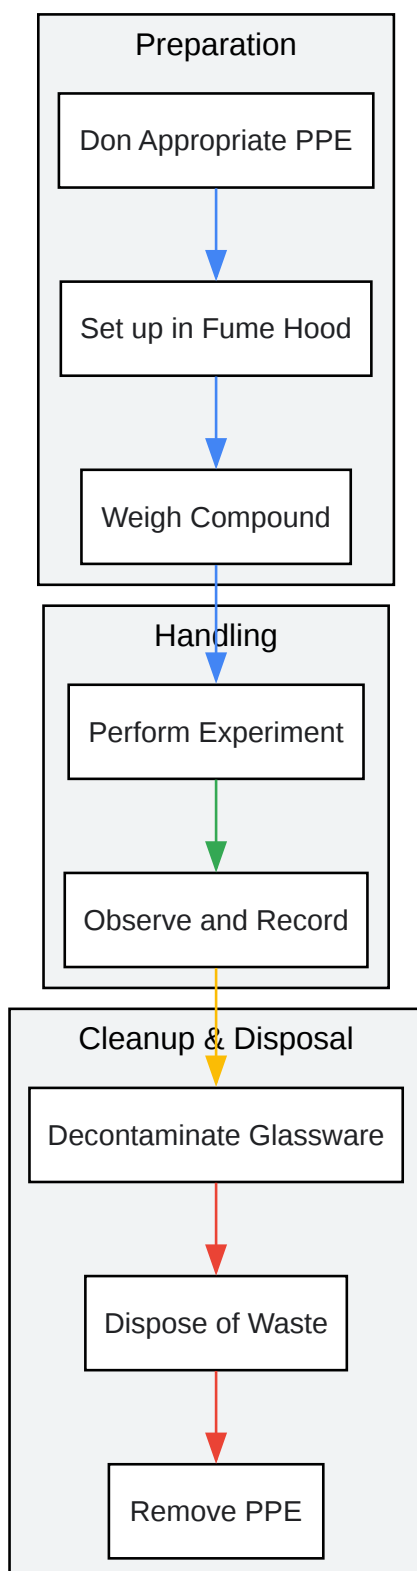 Preparation
Don Appropriate PPE
Set up in Fume Hood
Weigh Compound
Handling
Perform Experiment
Observe and Record
Cleanup & Disposal
Decontaminate Glassware
Dispose of Waste
Remove PPE